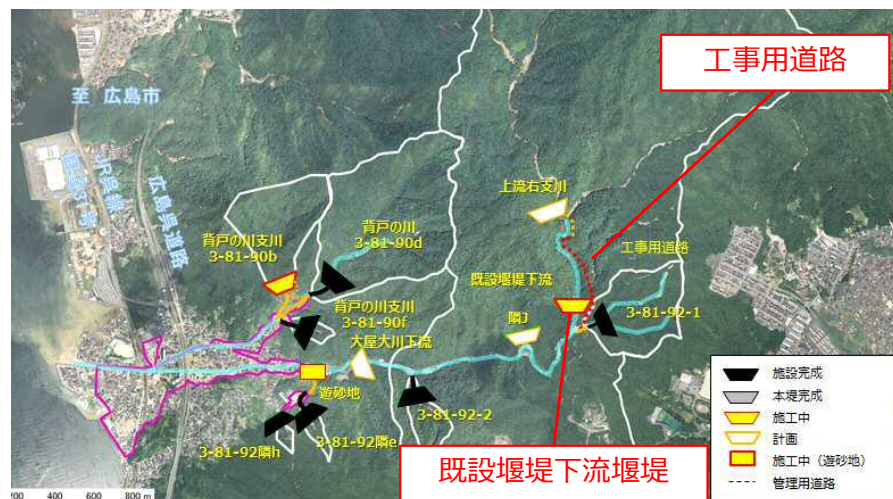 工事用道路
至 広島市
JR呉線
広島呉道路
上流右支川
背戸の川
3-81-90d
背戸の川支川
3-81-90b
工事用道路
既設堰堤下流
背戸の川支川
3-81-90f
隣J
3-81-92-1
大屋大川下流
遊砂地
3-81-92-2
3-81-92隣h
3-81-92隣e
既設堰堤下流堰堤
施設完成
本堤完成
施工中
計画
施工中（遊砂地）
管理用道路
200 400 600 800 m